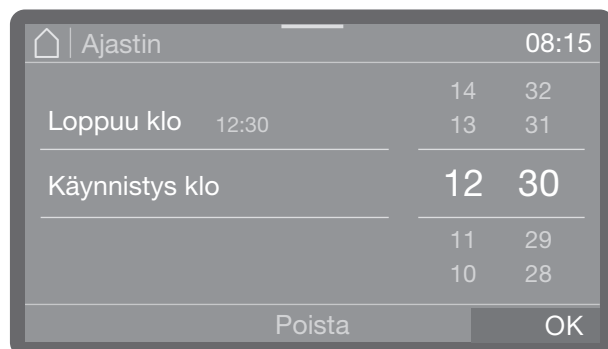 Ajastin 08:15
14 32
Loppuu klo 12:30 13 31
Käynnistys klo 12 30
11 29
10 28
Poista OK